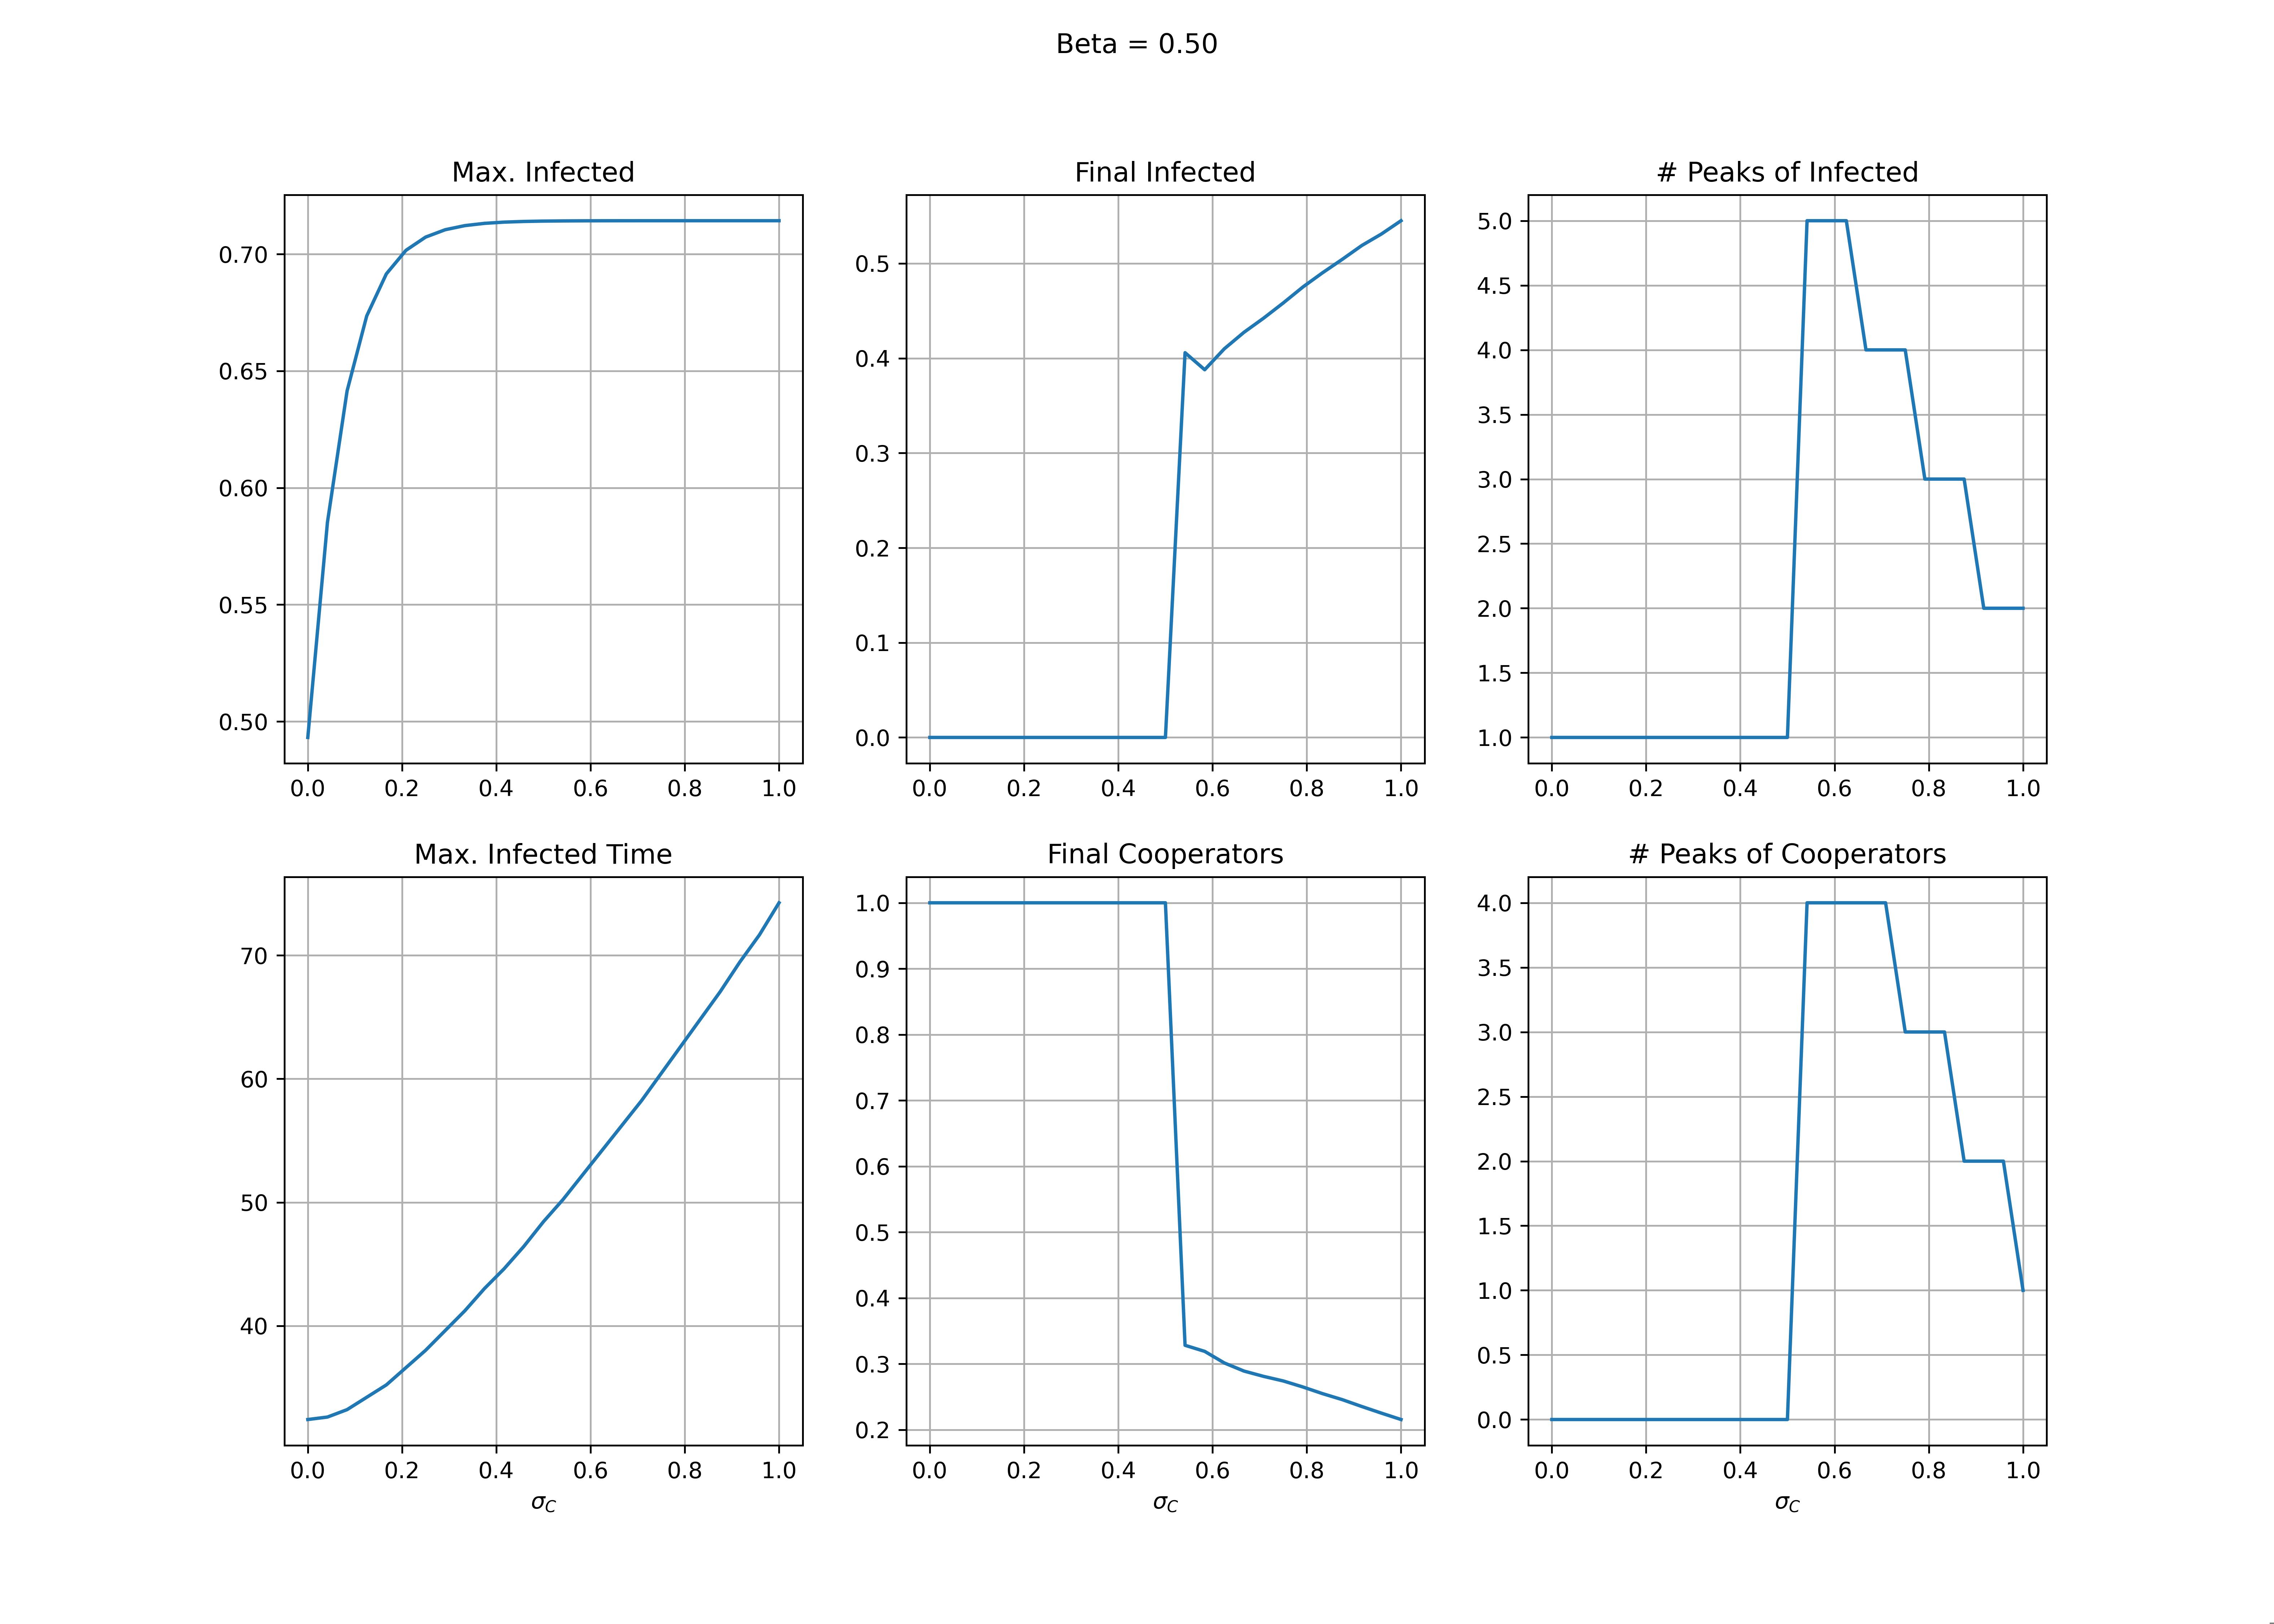 Beta = 0.50
Max. Infected
Final Infected
# Peaks of Infected
0.70
0.65
0.60
0.55
0.50
0.0 0.2 0.4 0.6 0.8 1.0
0.5
0.4
0.3
0.2
0.1
0.0
0.0 0.2 0.4 0.6 0.8 1.0
5.0
4.5
4.0
3.5
3.0
2.5
2.0
1.5
1.0
0.0 0.2 0.4 0.6 0.8 1.0
Max. Infected Time
Final Cooperators
# Peaks of Cooperators
70
60
50
40
0.0 0.2 0.4 0.6 0.8 1.0
σ_C
1.0
0.9
0.8
0.7
0.6
0.5
0.4
0.3
0.2
0.0 0.2 0.4 0.6 0.8 1.0
σ_C
4.0
3.5
3.0
2.5
2.0
1.5
1.0
0.5
0.0
0.0 0.2 0.4 0.6 0.8 1.0
σ_C